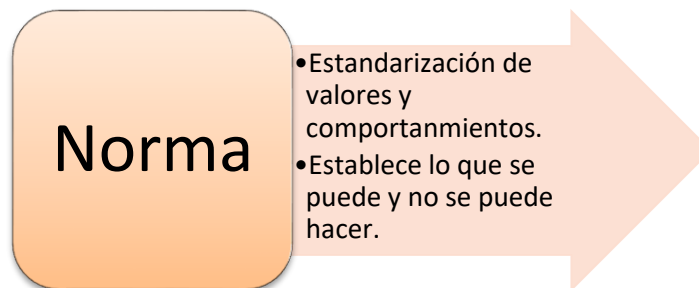 Norma
•Estandarización de
valores y
comportanmientos.
•Establece lo que se
puede y no se puede
hacer.